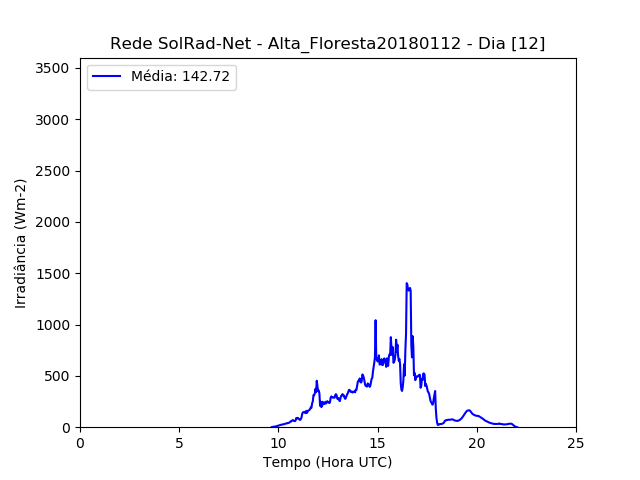 Rede SolRad-Net - Alta_Floresta20180112 - Dia [12]
Média: 142.72
Irradiância (Wm-2)
3500
3000
2500
2000
1500
1000
500
0
0 5 10 15 20 25
Tempo (Hora UTC)